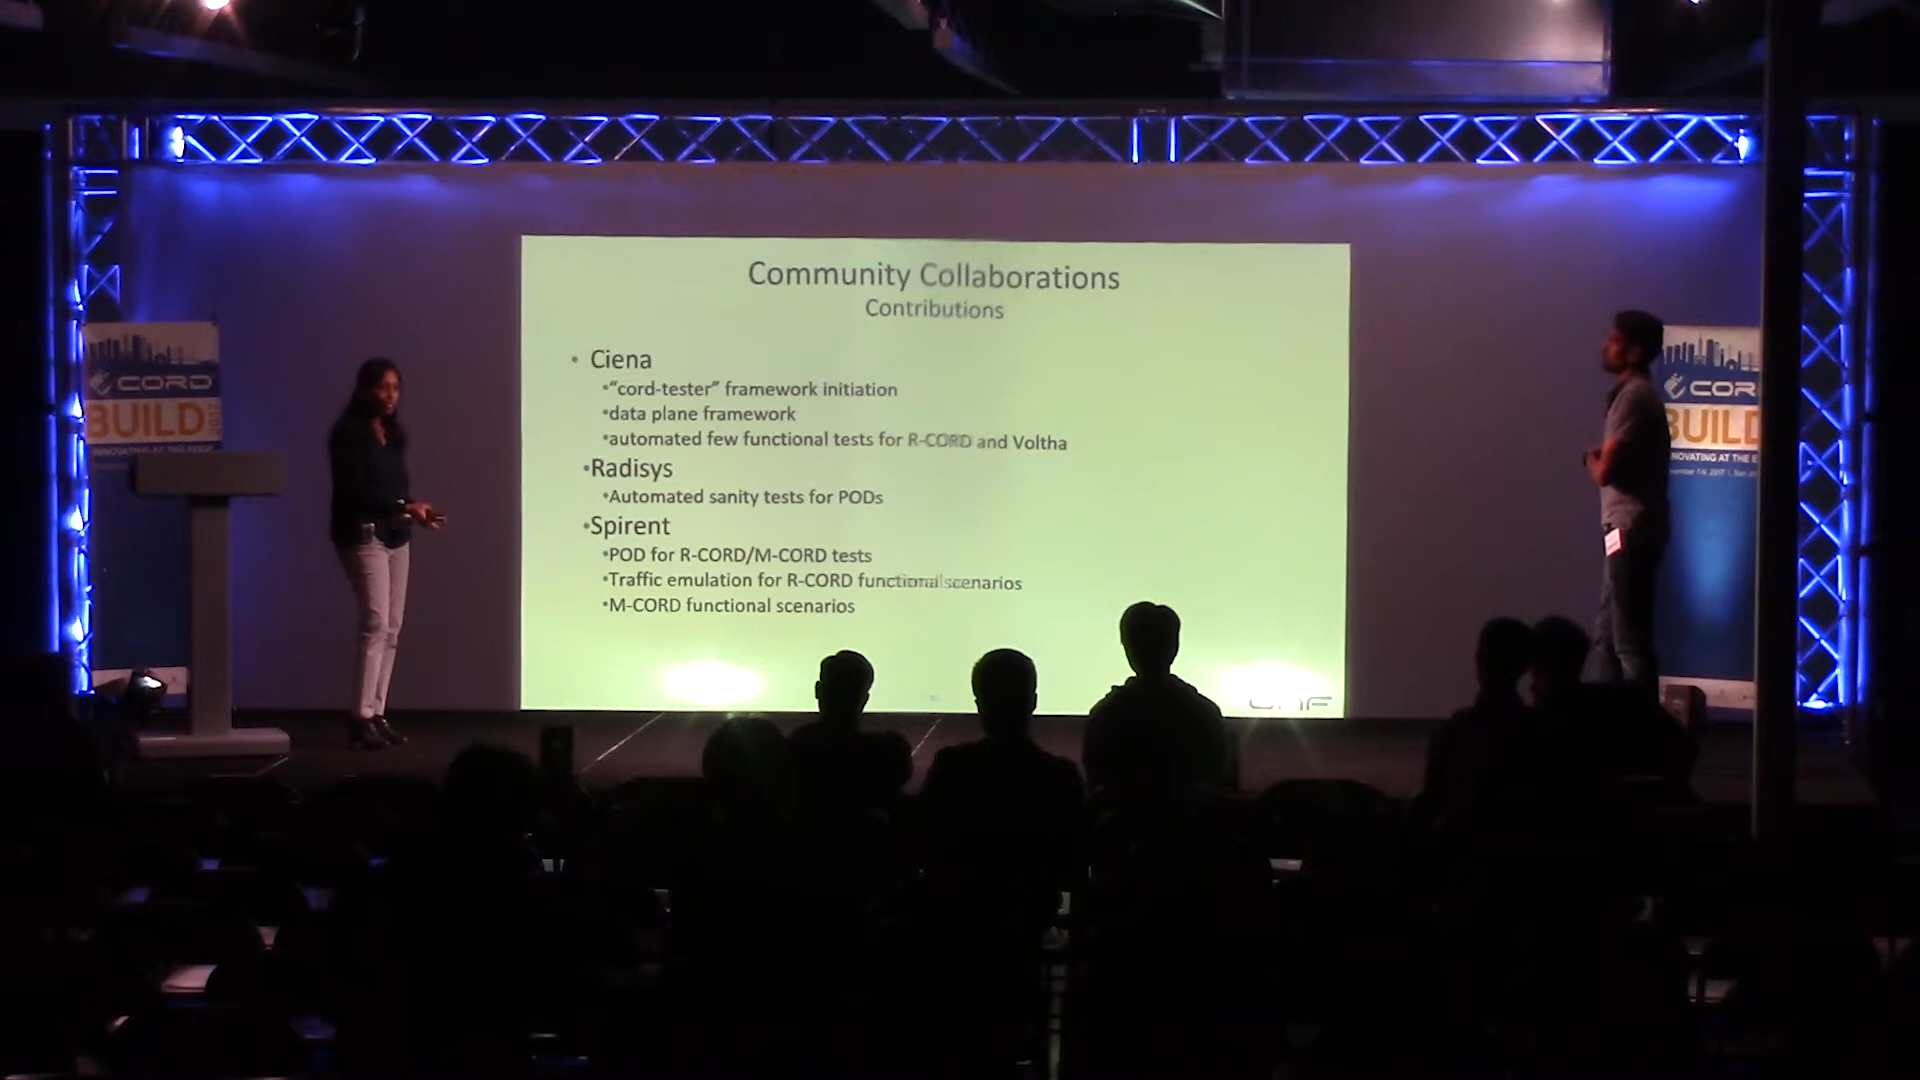 Community Collaborations
Contributions
• Ciena
•“cord-tester” framework initiation
•data plane framework
•automated few functional tests for R-CORD and Voltha
•Radisys
•Automated sanity tests for PODs
•Spirent
•POD for R-CORD/M-CORD tests
•Traffic emulation for R-CORD functional scenarios
•M-CORD functional scenarios
CORD
BUILD
2017
CORD
BUILD
NOVATING AT THE E